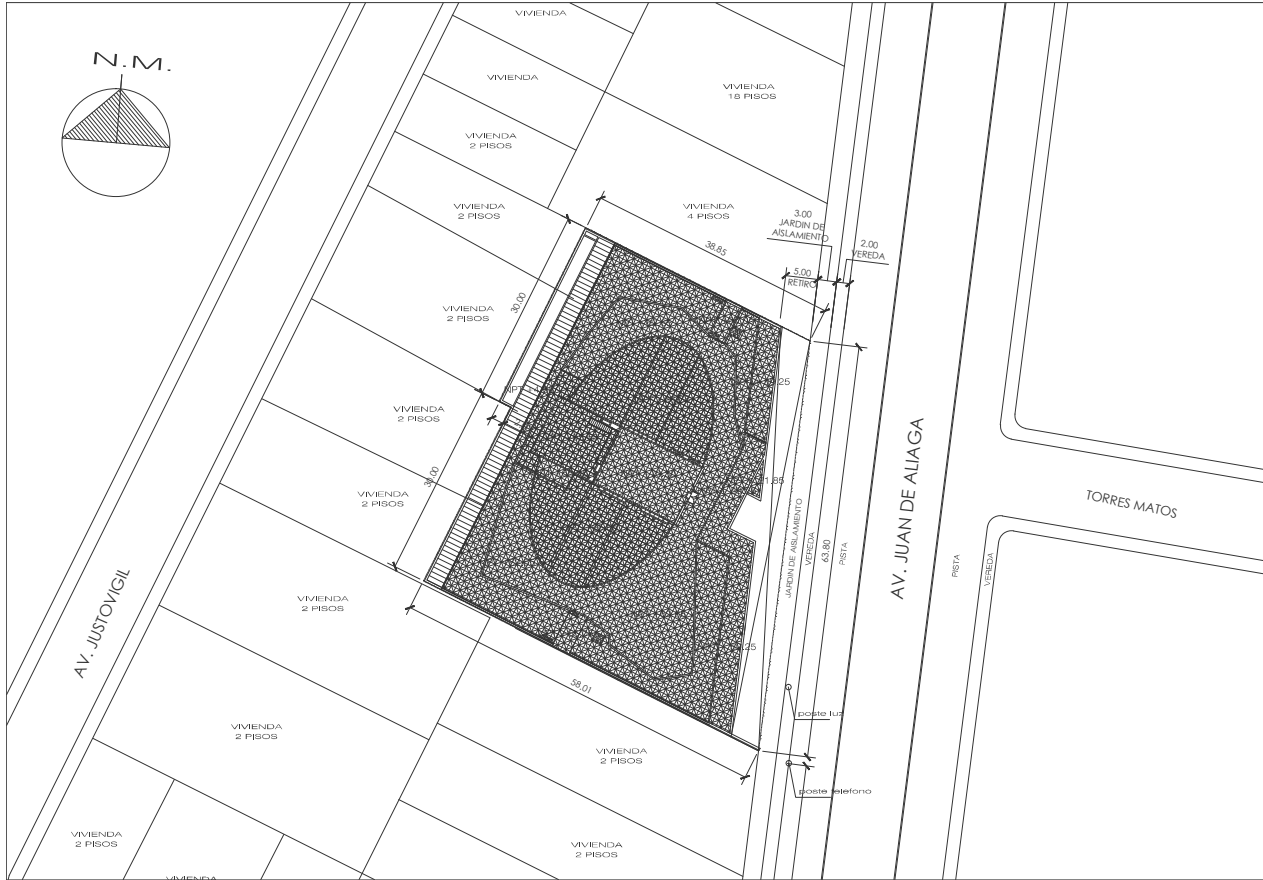 N.M.
VIVIENDA
VIVIENDA
VIVIENDA
18 PISOS
VIVIENDA
2 PISOS
VIVIENDA
2 PISOS
VIVIENDA
4 PISOS
3.00
JARDIN DE
AISLAMIENTO
2.00
VEREDA
38.85
5.00
RETIRO
30.00
VIVIENDA
2 PISOS
VIVIENDA
2 PISOS
30.00
VIVIENDA
2 PISOS
JARDIN DE AISLAMIENTO
VEREDA
63.80
PISTA
AV. JUAN DE ALIAGA
PISTA
VEREDA
TORRES MATOS
AV. JUSTOVIGIL
VIVIENDA
2 PISOS
58.01
poste luz
poste telefono
VIVIENDA
2 PISOS
VIVIENDA
2 PISOS
VIVIENDA
2 PISOS
VIVIENDA
2 PISOS
VIVIENDA